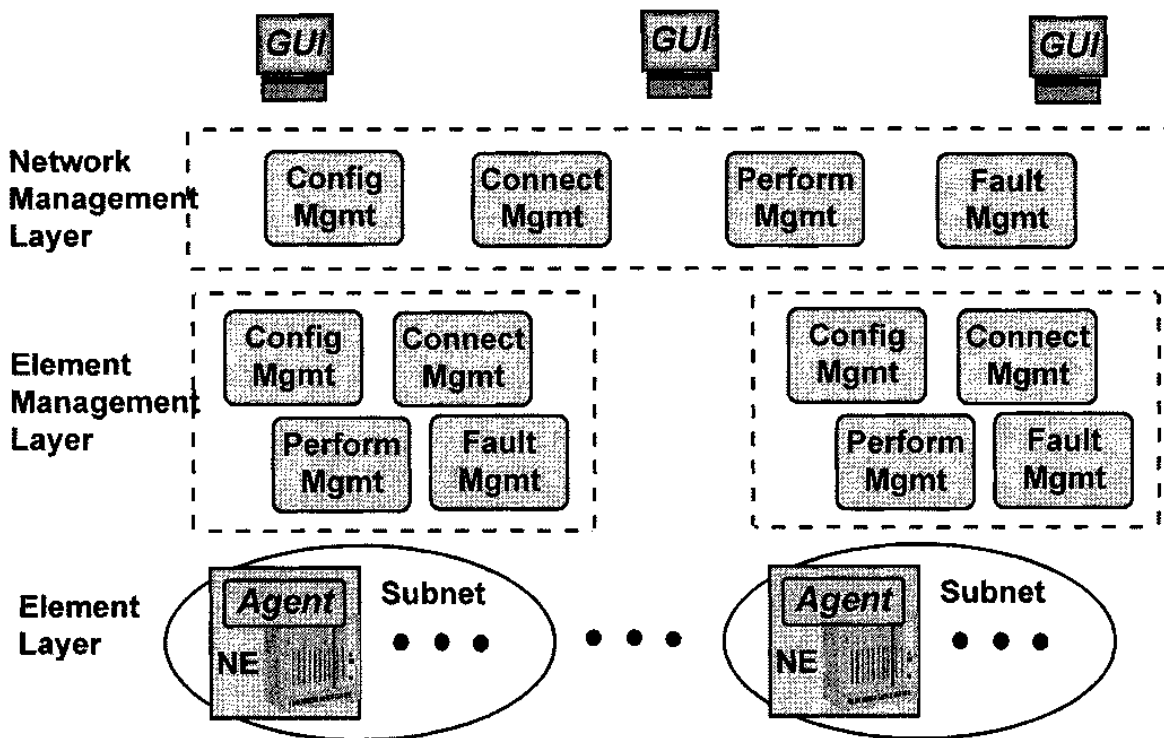 GUI
GUI
GUI
Network
Management
Layer
Config
Mgmt
Connect
Mgmt
Perform
Mgmt
Fault
Mgmt
Element
Management
Layer
Config
Mgmt
Connect
Mgmt
Perform
Mgmt
Fault
Mgmt
Config
Mgmt
Connect
Mgmt
Perform
Mgmt
Fault
Mgmt
Element
Layer
Agent
NE
Subnet
Agent
NE
Subnet